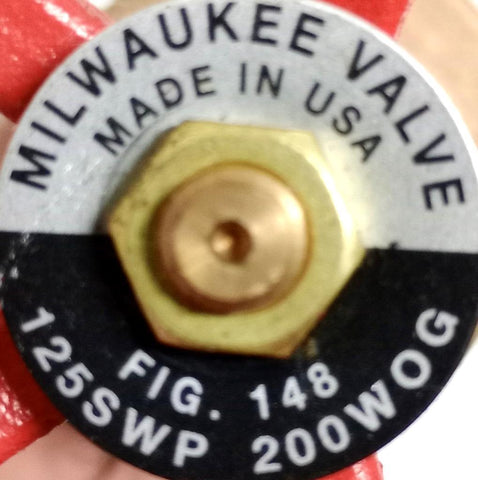 MILWAUKEE VALVE
MADE IN USA
FIG. 148
125SWP 200WOG